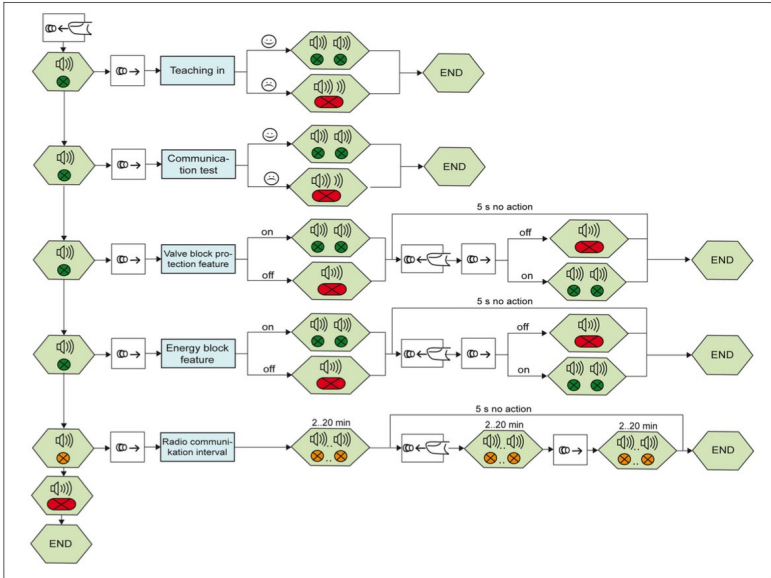 Teaching in
END
Communica-
tion test
END
5 s no action
on
off
Valve block pro-
tection feature
off
on
END
5 s no action
on
off
Energy block
feature
off
on
END
5 s no action
2..20 min
2..20 min
2..20 min
Radio communi-
kation interval
..
..
..
END
END